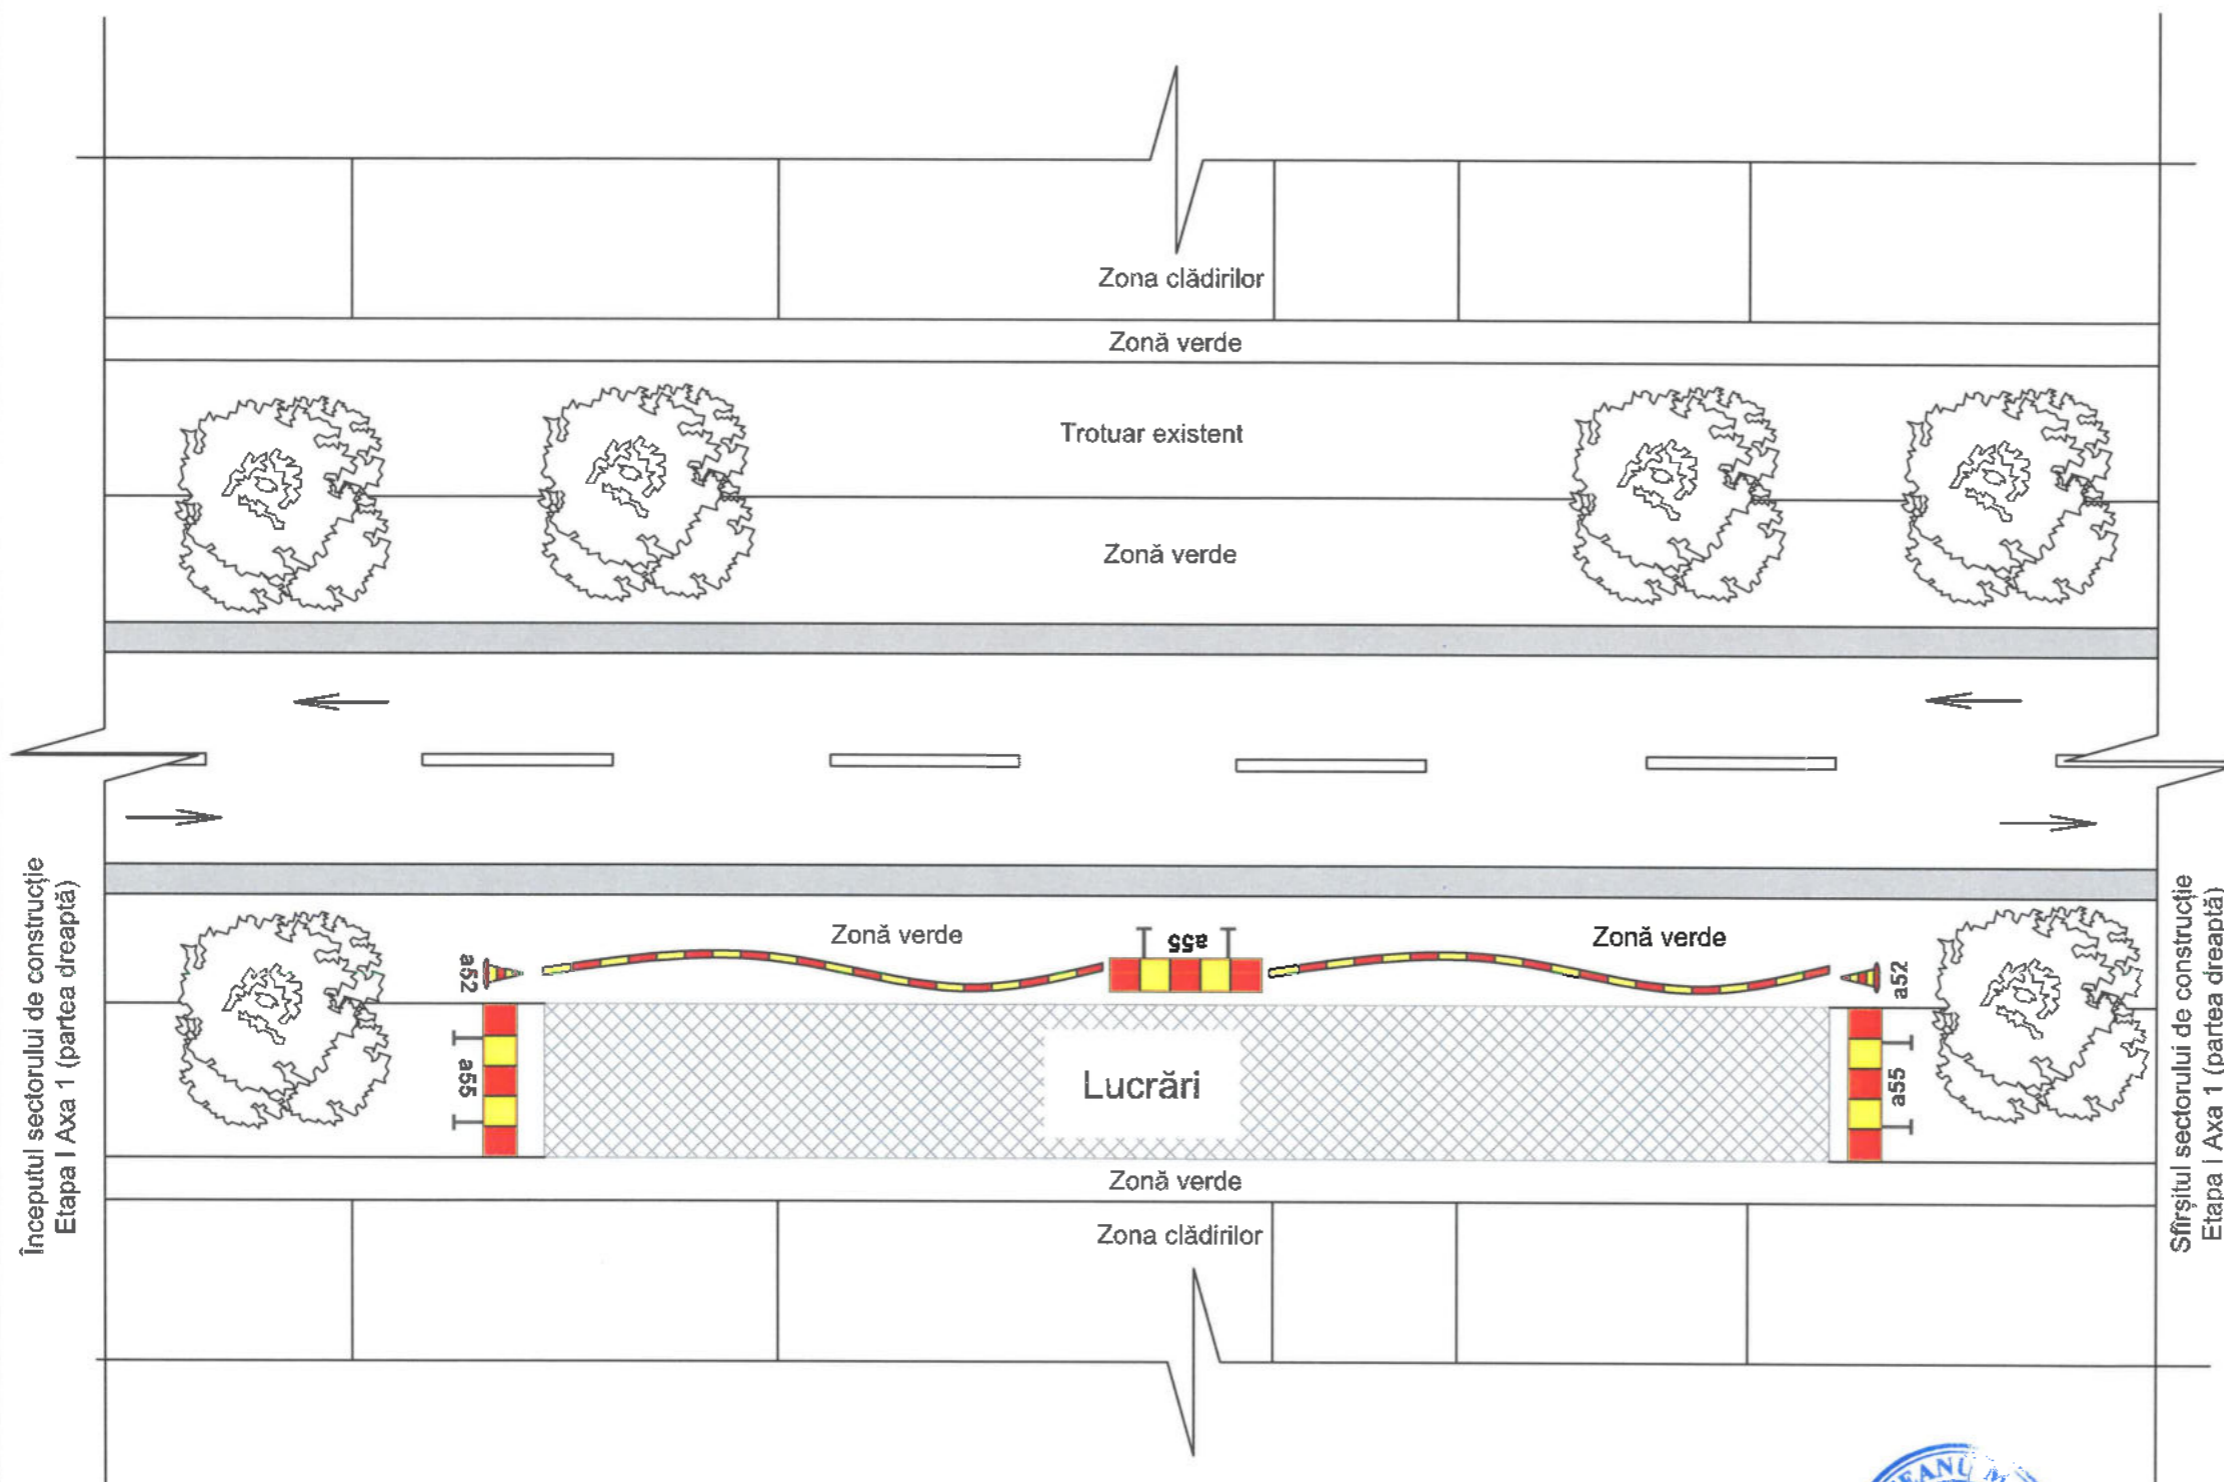 Zona clădirilor
Zonă verde
Trotuar existent
Zonă verde
Începutul sectorului de construcție
Etapa I Axa 1 (partea dreaptă)
Sfîrșitul sectorului de construcție
Etapa I Axa 1 (partea dreaptă)
Zonă verde
a55
Zonă verde
a52
a52
a55
Lucrări
a55
Zonă verde
Zona clădirilor